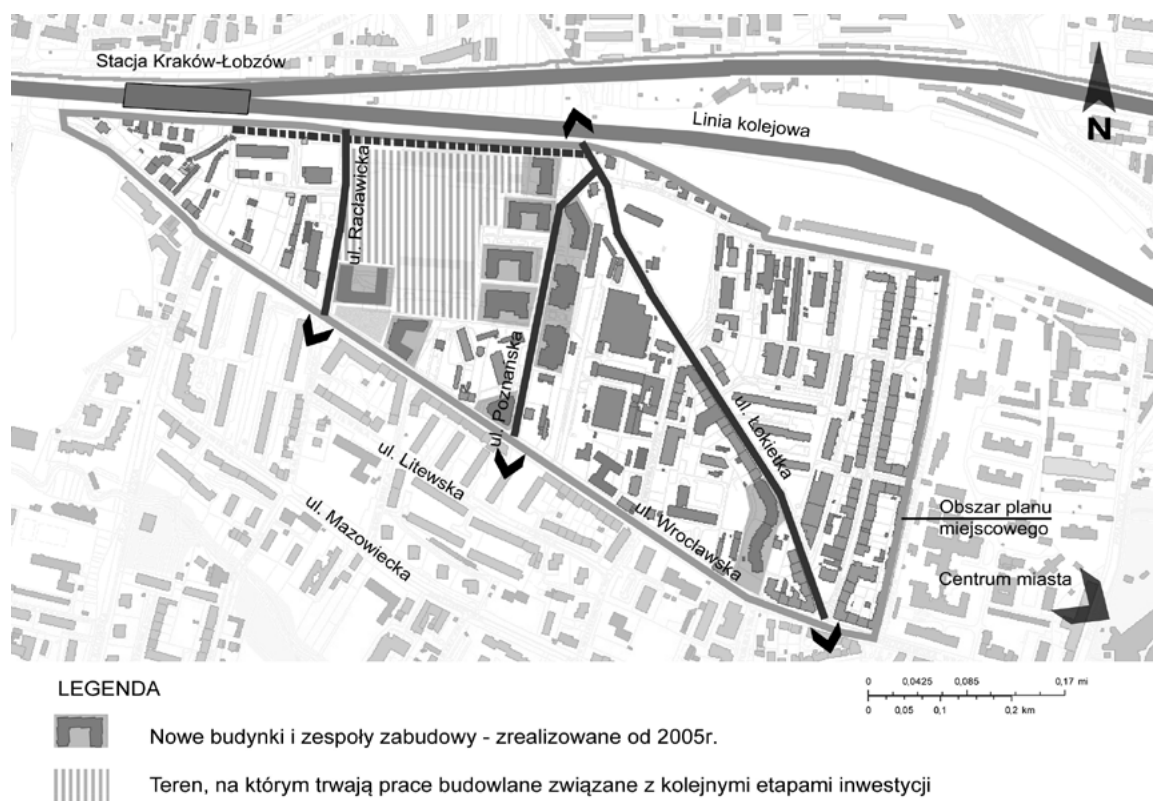 Stacja Kraków-Łobzów
Linia kolejowa
N
ul. Racławicka
ul. Poznańska
ul. Łokietka
ul. Litewska
ul. Mazowiecka
ul. Wrocławska
Obszar planu
miejscowego
Centrum miasta
LEGENDA
0 0,0425 0,085 0,17 mi
0 0,05 0,1 0,2 km
Nowe budynki i zespoły zabudowy - zrealizowane od 2005r.
Teren, na którym trwają prace budowlane związane z kolejnymi etapami inwestycji